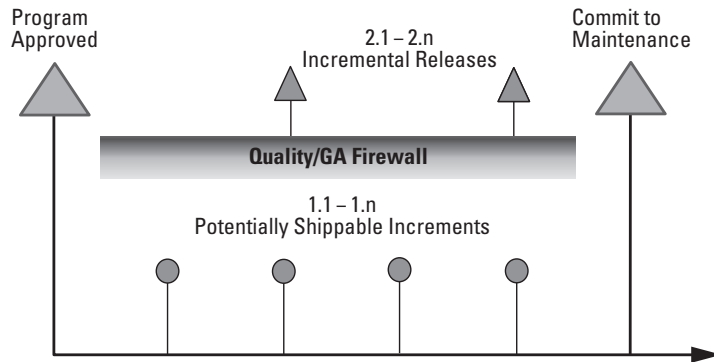 Program
Approved
2.1 – 2.n
Incremental Releases
Commit to
Maintenance
Quality/GA Firewall
1.1 – 1.n
Potentially Shippable Increments